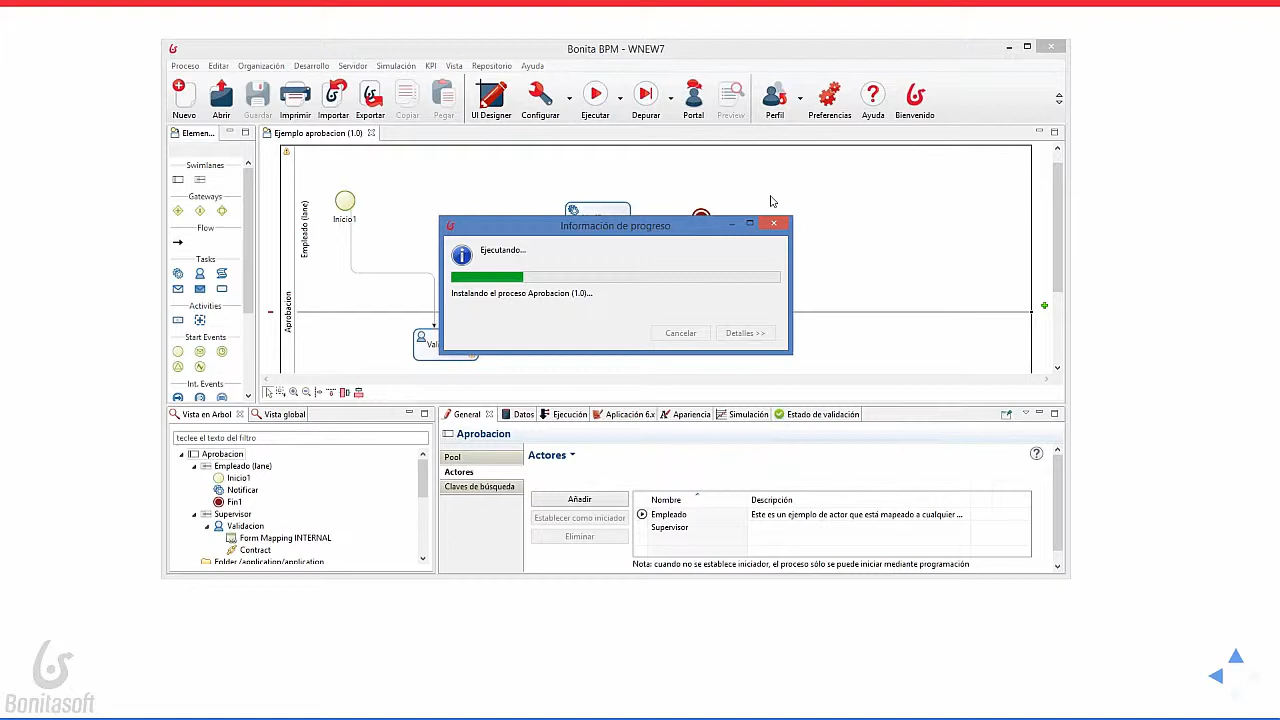 Bonita BPM - WNEW7
Proceso Editar Organización Desarrollo Servidor Simulación KPI Vista Repositorio Ayuda
Nuevo Abrir Guardar Imprimir Importar Exportar Copiar Pegar UI Designer Configurar Ejecutar Depurar Portal Preview Perfil Preferencias Ayuda Bienvenido
Elemen...
Ejemplo aprobacion (1.0)
Swimlanes
Gateways
Flow
Tasks
Activities
Start Events
Int. Events
Empleado (lane)
Aprobacion
Inicio1
Información de progreso
Ejecutando...
Instalando el proceso Aprobacion (1.0)...
Cancelar Detalles >>
Vista en Arbol Vista global
teclee el texto del filtro
Aprobacion
Empleado (lane)
Inicio1
Notificar
Fin1
Supervisor
Validacion
Form Mapping INTERNAL
Contract
Folder /application/application
General Datos Ejecución Aplicación 6.x Apariencia Simulación Estado de validación
Aprobacion
Pool
Actores
Claves de búsqueda
Actores
Añadir
Establecer como iniciador
Eliminar
Nombre Descripción
Empleado Este es un ejemplo de actor que está mapeado a cualquier ...
Supervisor
Nota: cuando no se establece iniciador, el proceso sólo se puede iniciar mediante programación
Bonitasoft